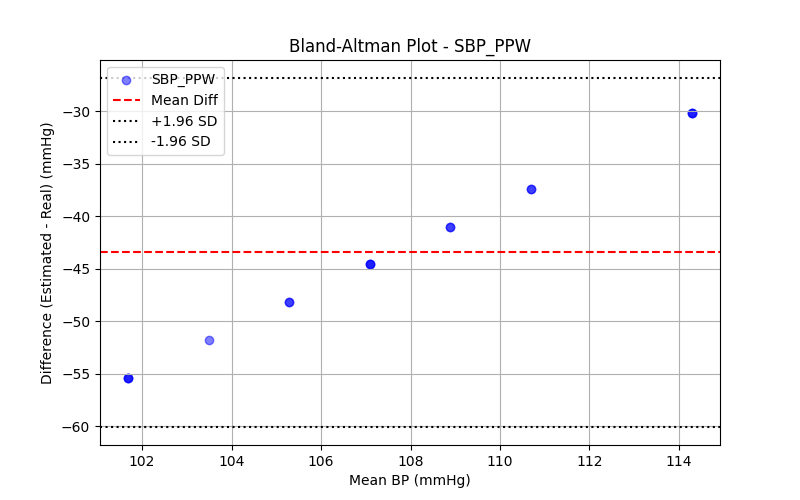 Bland-Altman Plot - SBP_PPW
SBP_PPW
Mean Diff
+1.96 SD
-1.96 SD
Difference (Estimated - Real) (mmHg)
−30
−35
−40
−45
−50
−55
−60
102 104 106 108 110 112 114
Mean BP (mmHg)